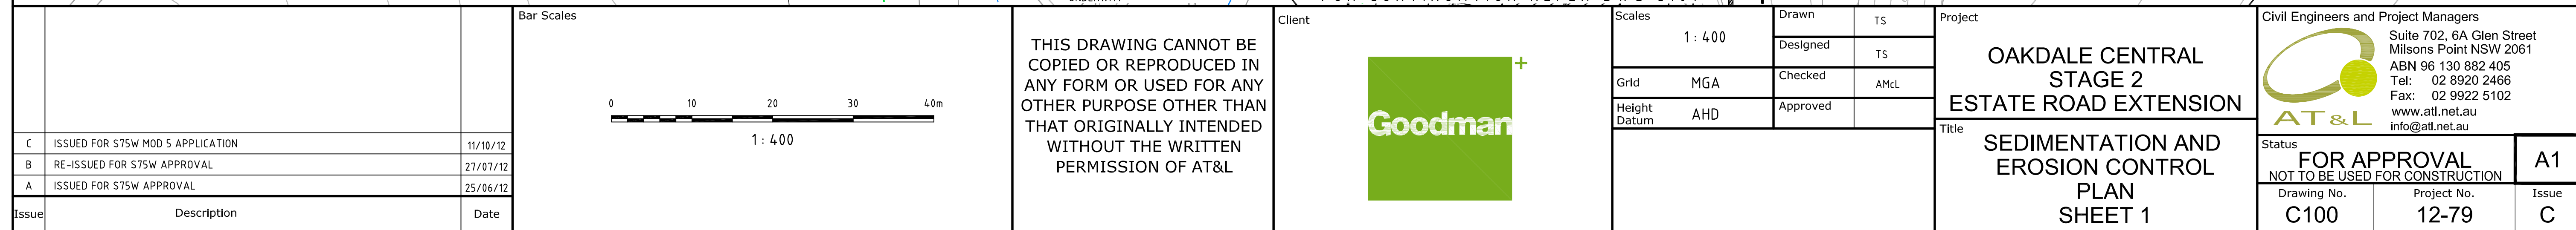 C ISSUED FOR S75W MOD 5 APPLICATION 11/10/12
B RE-ISSUED FOR S75W APPROVAL 27/07/12
A ISSUED FOR S75W APPROVAL 25/06/12
Issue Description Date
Bar Scales
0 10 20 30 40m
1 : 400
THIS DRAWING CANNOT BE
COPIED OR REPRODUCED IN
ANY FORM OR USED FOR ANY
OTHER PURPOSE OTHER THAN
THAT ORIGINALLY INTENDED
WITHOUT THE WRITTEN
PERMISSION OF AT&L
Client
Goodman
Scales
1 : 400
Grid MGA
Height
Datum AHD
Drawn TS
Designed TS
Checked AMcL
Approved
Project
OAKDALE CENTRAL
STAGE 2
ESTATE ROAD EXTENSION
Title
SEDIMENTATION AND
EROSION CONTROL
PLAN
SHEET 1
Civil Engineers and Project Managers
AT&L
Suite 702, 6A Glen Street
Milsons Point NSW 2061
ABN 96 130 882 405
Tel: 02 8920 2466
Fax: 02 9922 5102
www.atl.net.au
info@atl.net.au
Status
FOR APPROVAL
NOT TO BE USED FOR CONSTRUCTION
A1
Drawing No. Project No. Issue
C100 12-79 C